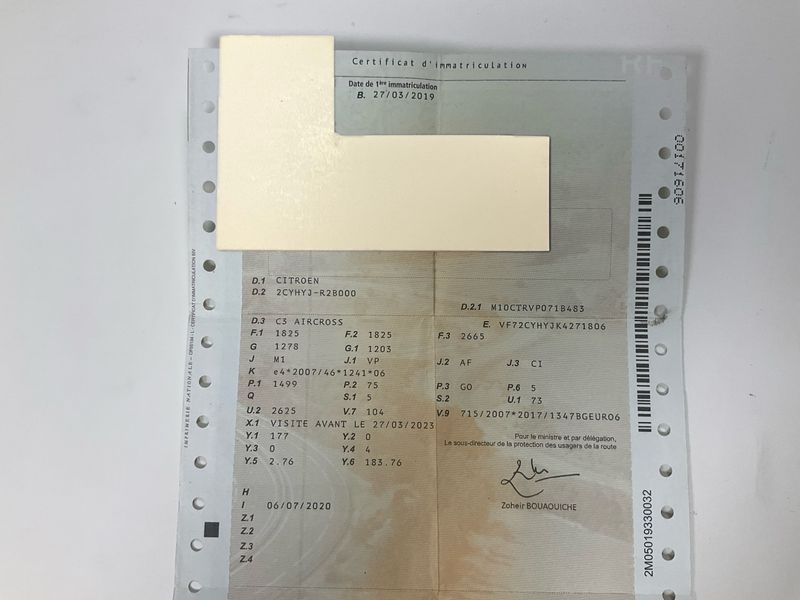 Certificat d'immatriculation
Date de 1ère immatriculation
B. 27/03/2019
D.1 CITROEN
D.2 2CYHYJ-R2B000
D.2.1 M10CTRVP071B483
D.3 C3 AIRCROSS
E. VF72CYHYJK4271806
F.1 1825 F.2 1825 F.3 2665
G 1278 G.1 1203
J M1 J.1 VP J.2 AF J.3 CI
K e4*2007/46*1241*06
P.1 1499 P.2 75 P.3 GO P.6 5
Q S.1 5 S.2 U.1 73
U.2 2625 V.7 104 V.9 715/2007*2017/1347BGEURO6
X.1 VISITE AVANT LE 27/03/2023
Y.1 177 Y.2 0
Y.3 0 Y.4 4
Y.5 2.76 Y.6 183.76
Pour le ministre et par délégation,
Le sous-directeur de la protection des usagers de la route
Zoheir BOUAOUICHE
H
I 06/07/2020
Z.1
Z.2
Z.3
Z.4
2M05019330032